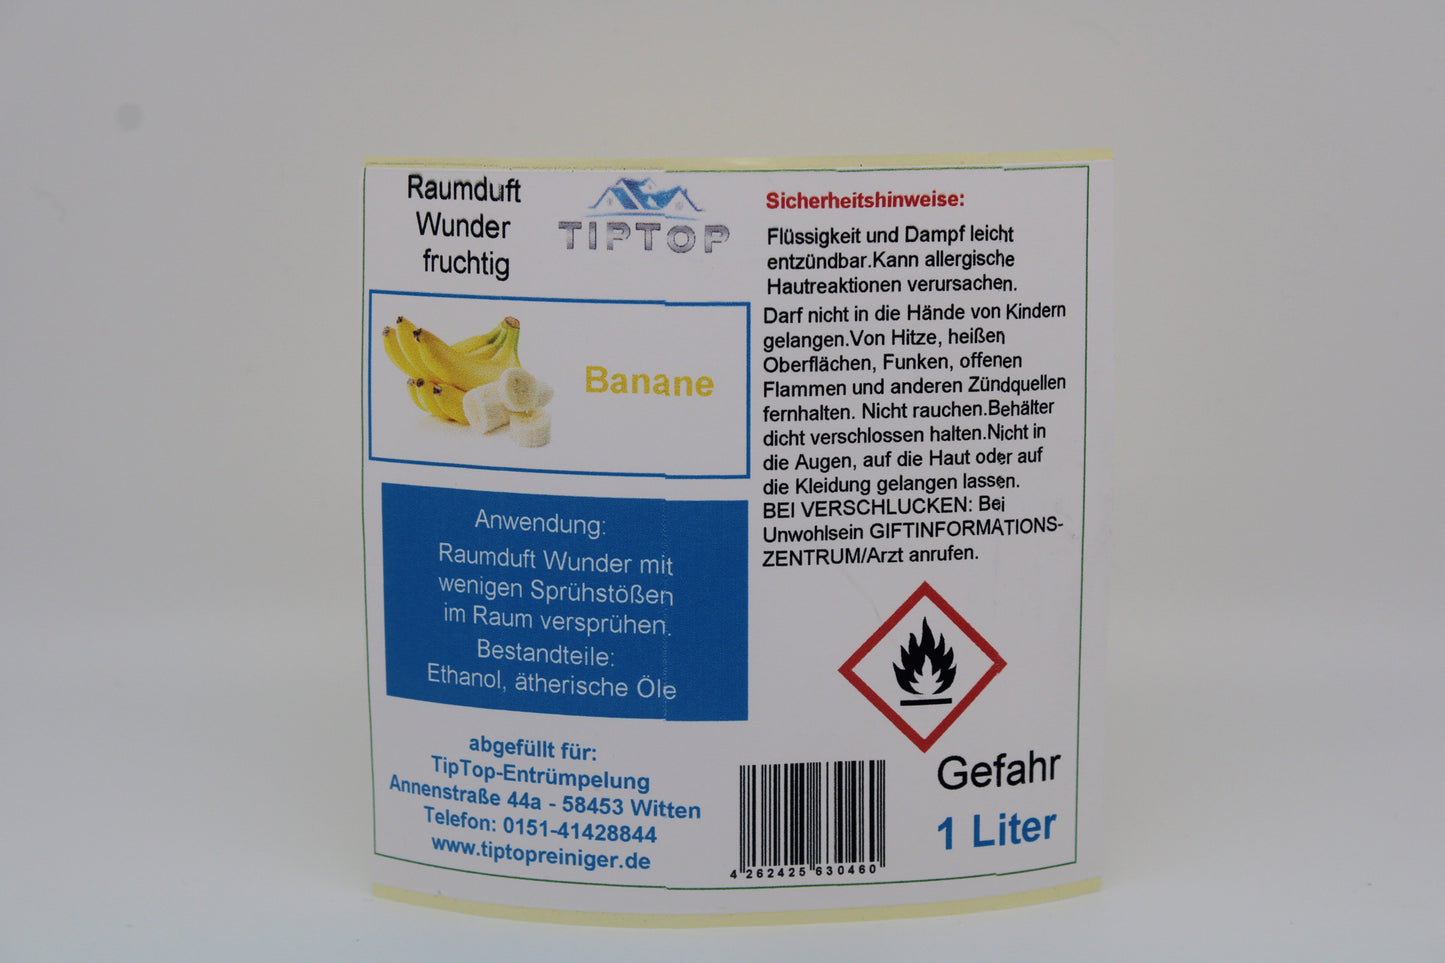 Raumduft
Wunder
fruchtig
TIPTOP
Banane
Anwendung:
Raumduft Wunder mit
wenigen Sprühstößen
im Raum versprühen.
Bestandteile:
Ethanol, ätherische Öle
abgefüllt für:
TipTop-Entrümpelung
Annenstraße 44a - 58453 Witten
Telefon: 0151-41428844
www.tiptopreiniger.de
Sicherheitshinweise:
Flüssigkeit und Dampf leicht
entzündbar.Kann allergische
Hautreaktionen verursachen.
Darf nicht in die Hände von Kindern
gelangen.Von Hitze, heißen
Oberflächen, Funken, offenen
Flammen und anderen Zündquellen
fernhalten. Nicht rauchen.Behälter
dicht verschlossen halten.Nicht in
die Augen, auf die Haut oder auf
die Kleidung gelangen lassen.
BEI VERSCHLUCKEN: Bei
Unwohlsein GIFTINFORMATIONS-
ZENTRUM/Arzt anrufen.
Gefahr
1 Liter
4 262425 630460